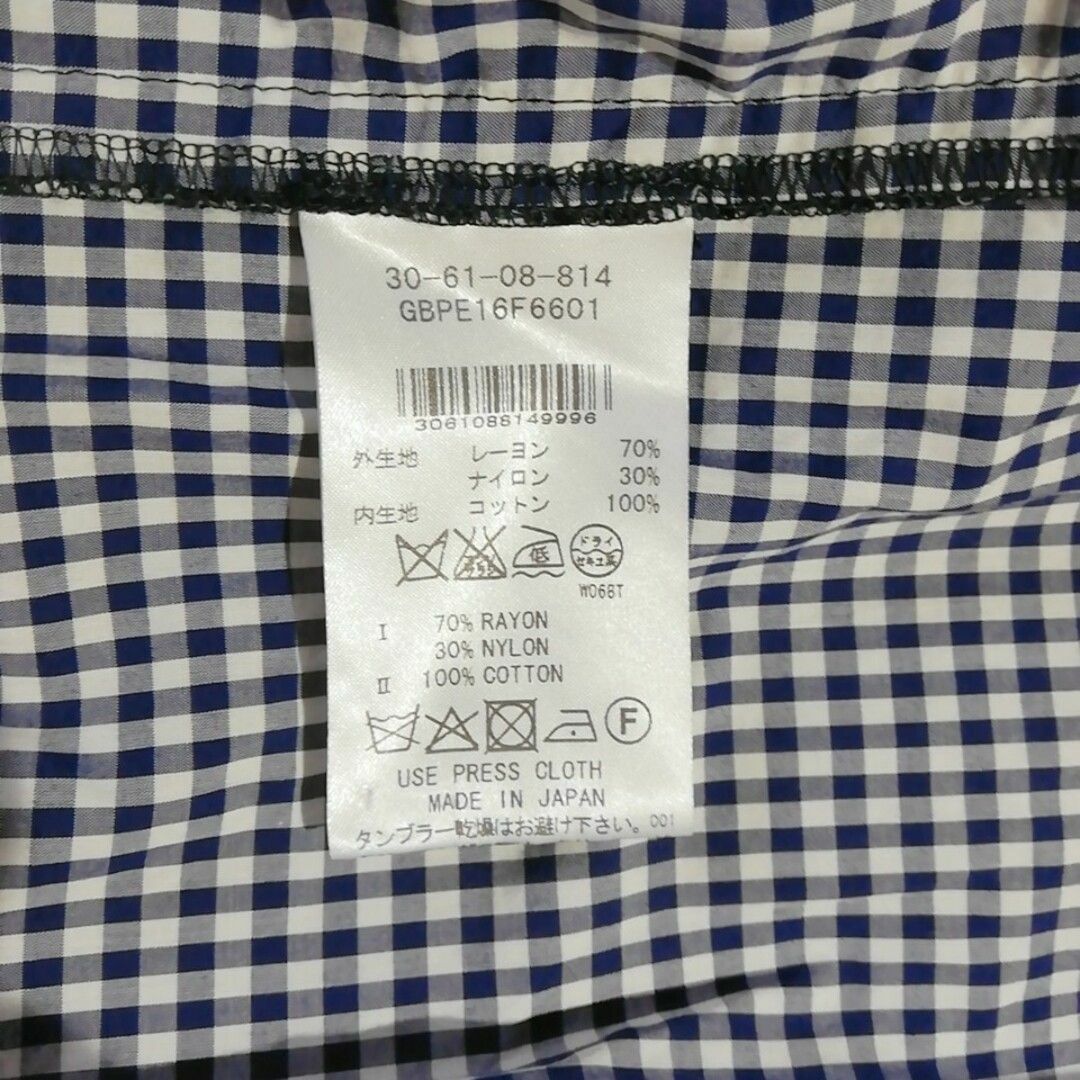 30-61-08-814
GBPE16F6601
3061088149996
外生地 レーヨン 70%
ナイロン 30%
内生地 コットン 100%
低 ドライ セキユ系
W068T
I 70% RAYON
30% NYLON
II 100% COTTON
F
USE PRESS CLOTH
MADE IN JAPAN
タンブラー乾燥はお避け下さい。001